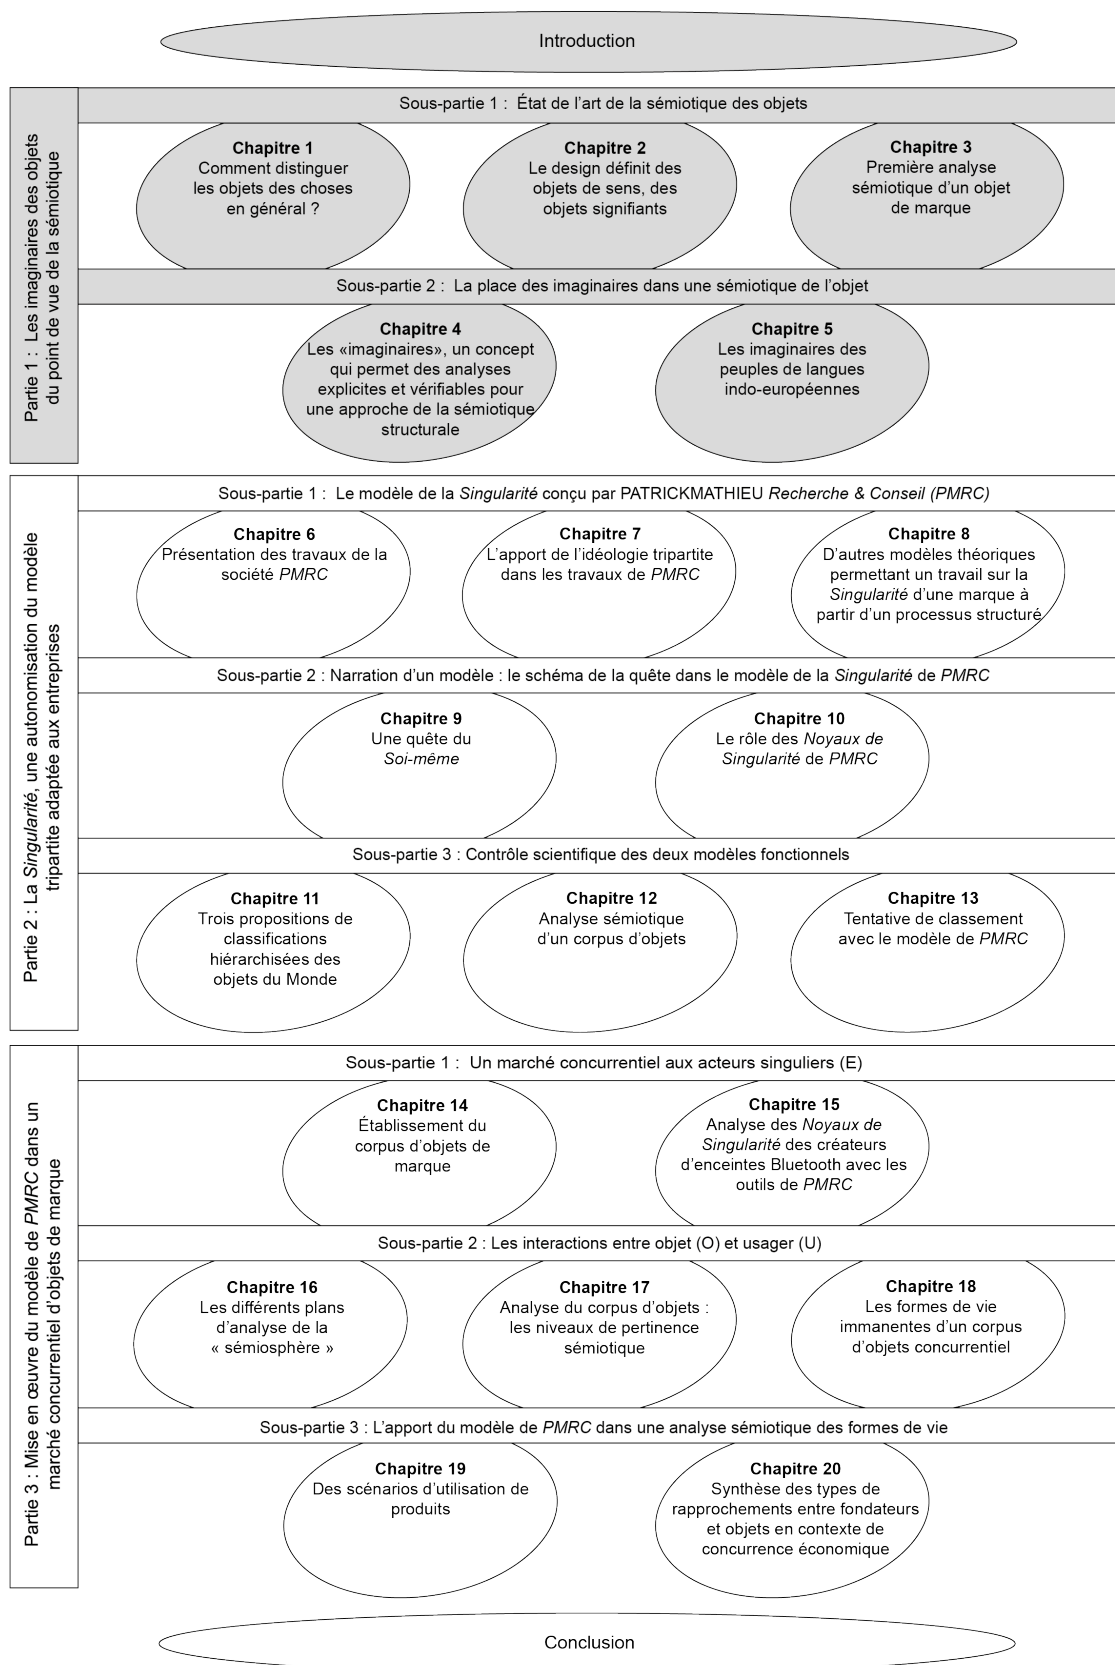 Introduction
Partie 1 : Les imaginaires des objets
du point de vue de la sémiotique
Sous-partie 1 : État de l’art de la sémiotique des objets
Chapitre 1
Comment distinguer
les objets des choses
en général ?
Chapitre 2
Le design définit des
objets de sens, des
objets signifiants
Chapitre 3
Première analyse
sémiotique d’un objet
de marque
Sous-partie 2 : La place des imaginaires dans une sémiotique de l’objet
Chapitre 4
Les «imaginaires», un concept
qui permet des analyses
explicites et vérifiables pour
une approche de la sémiotique
structurale
Chapitre 5
Les imaginaires des
peuples de langues
indo-européennes
Partie 2 : La Singularité, une autonomisation du modèle
tripartite adaptée aux entreprises
Sous-partie 1 : Le modèle de la Singularité conçu par PATRICKMATHIEU Recherche & Conseil (PMRC)
Chapitre 6
Présentation des travaux de la
société PMRC
Chapitre 7
L’apport de l’idéologie tripartite
dans les travaux de PMRC
Chapitre 8
D’autres modèles théoriques
permettant un travail sur la
Singularité d’une marque à
partir d’un processus structuré
Sous-partie 2 : Narration d’un modèle : le schéma de la quête dans le modèle de la Singularité de PMRC
Chapitre 9
Une quête du
Soi-même
Chapitre 10
Le rôle des Noyaux de
Singularité de PMRC
Sous-partie 3 : Contrôle scientifique des deux modèles fonctionnels
Chapitre 11
Trois propositions de
classifications
hiérarchisées des
objets du Monde
Chapitre 12
Analyse sémiotique
d’un corpus d’objets
Chapitre 13
Tentative de classement
avec le modèle de PMRC
Partie 3 : Mise en œuvre du modèle de PMRC dans un
marché concurrentiel d’objets de marque
Sous-partie 1 : Un marché concurrentiel aux acteurs singuliers (E)
Chapitre 14
Établissement du
corpus d’objets de
marque
Chapitre 15
Analyse des Noyaux de
Singularité des créateurs
d’enceintes Bluetooth avec les
outils de PMRC
Sous-partie 2 : Les interactions entre objet (O) et usager (U)
Chapitre 16
Les différents plans
d’analyse de la
« sémiosphère »
Chapitre 17
Analyse du corpus d’objets :
les niveaux de pertinence
sémiotique
Chapitre 18
Les formes de vie
immanentes d’un corpus
d’objets concurrentiel
Sous-partie 3 : L’apport du modèle de PMRC dans une analyse sémiotique des formes de vie
Chapitre 19
Des scénarios d’utilisation de
produits
Chapitre 20
Synthèse des types de
rapprochements entre fondateurs
et objets en contexte de
concurrence économique
Conclusion